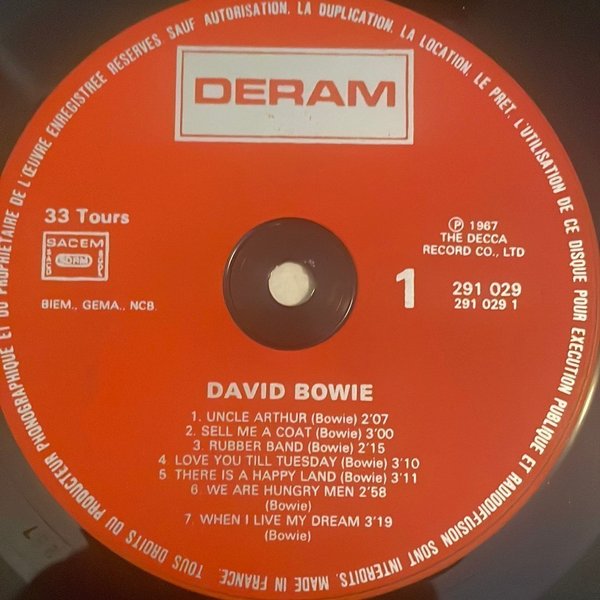 TOUS DROITS DU PRODUCTEUR PHONOGRAPHIQUE ET DU PROPRIETAIRE DE L'ŒUVRE ENREGISTREE RESERVES SAUF AUTORISATION. LA DUPLICATION. LA LOCATION. LE PRET. L'UTILISATION DE CE DISQUE POUR EXECUTION PUBLIQUE ET RADIODIFFUSION SONT INTERDITS. MADE IN FRANCE.
DERAM
33 Tours
SACEM
SACD
SDRM
SGDL
BIEM., GEMA., NCB.
℗ 1967
THE DECCA
RECORD CO., LTD
1
291 029
291 029 1
DAVID BOWIE
1. UNCLE ARTHUR (Bowie) 2'07
2. SELL ME A COAT (Bowie) 3'00
3. RUBBER BAND (Bowie) 2'15
4 LOVE YOU TILL TUESDAY (Bowie) 3'10
5 THERE IS A HAPPY LAND (Bowie) 3'11
6. WE ARE HUNGRY MEN 2'58
(Bowie)
7. WHEN I LIVE MY DREAM 3'19
(Bowie)